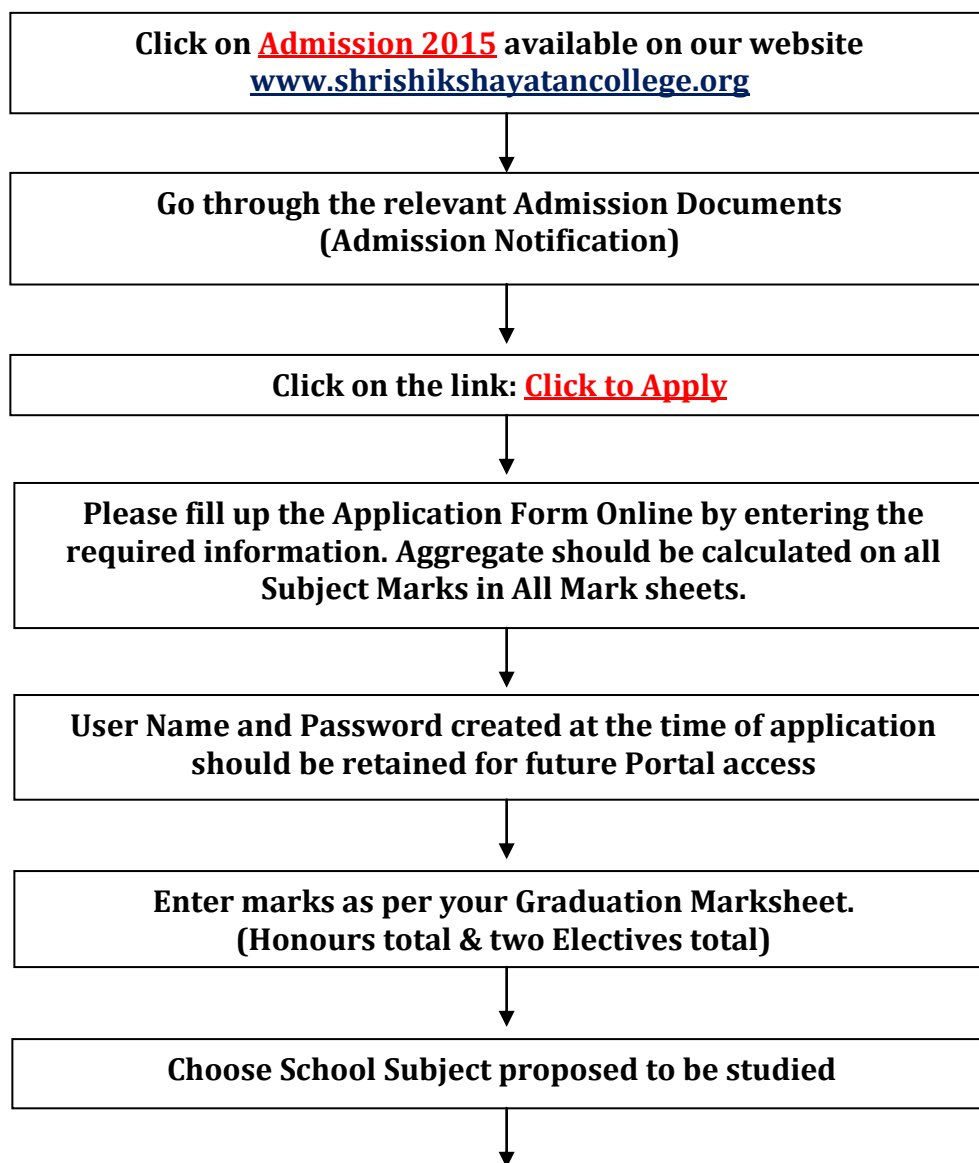 Click on Admission 2015 available on our website
www.shrishikshayatancollege.org
Go through the relevant Admission Documents
(Admission Notification)
Click on the link: Click to Apply
Please fill up the Application Form Online by entering the
required information. Aggregate should be calculated on all
Subject Marks in All Mark sheets.
User Name and Password created at the time of application
should be retained for future Portal access
Enter marks as per your Graduation Marksheet.
(Honours total & two Electives total)
Choose School Subject proposed to be studied